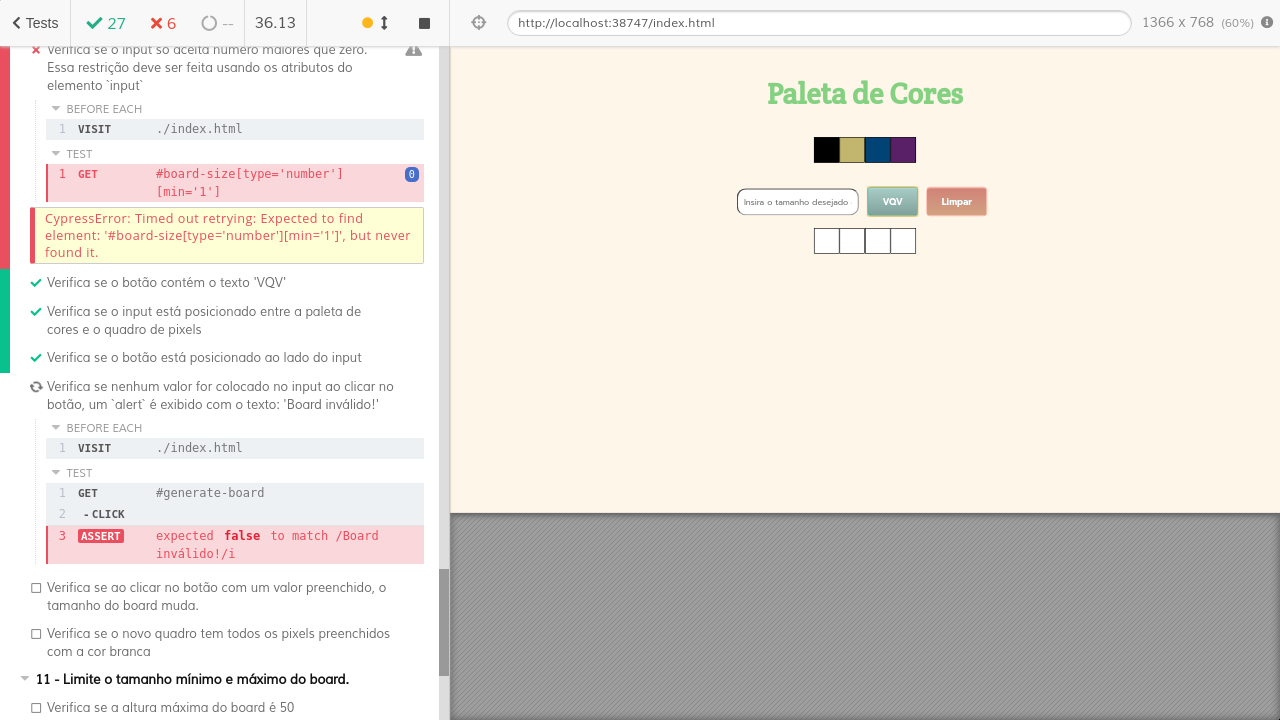 Tests 27 6 -- 36.13
http://localhost:38747/index.html 1366 x 768 (60%)
Verifica se o input só aceita número maiores que zero.
Essa restrição deve ser feita usando os atributos do
elemento `input`
BEFORE EACH
1 VISIT ./index.html
TEST
1 GET #board-size[type='number'] 0
[min='1']
CypressError: Timed out retrying: Expected to find
element: '#board-size[type='number'][min='1']', but never
found it.
Verifica se o botão contém o texto 'VQV'
Verifica se o input está posicionado entre a paleta de
cores e o quadro de pixels
Verifica se o botão está posicionado ao lado do input
Verifica se nenhum valor for colocado no input ao clicar no
botão, um `alert` é exibido com o texto: 'Board inválido!'
BEFORE EACH
1 VISIT ./index.html
TEST
1 GET #generate-board
2 - CLICK
3 ASSERT expected false to match /Board
inválido!/i
Verifica se ao clicar no botão com um valor preenchido, o
tamanho do board muda.
Verifica se o novo quadro tem todos os pixels preenchidos
com a cor branca
11 - Limite o tamanho mínimo e máximo do board.
Verifica se a altura máxima do board é 50
Paleta de Cores
Insira o tamanho desejado VQV Limpar